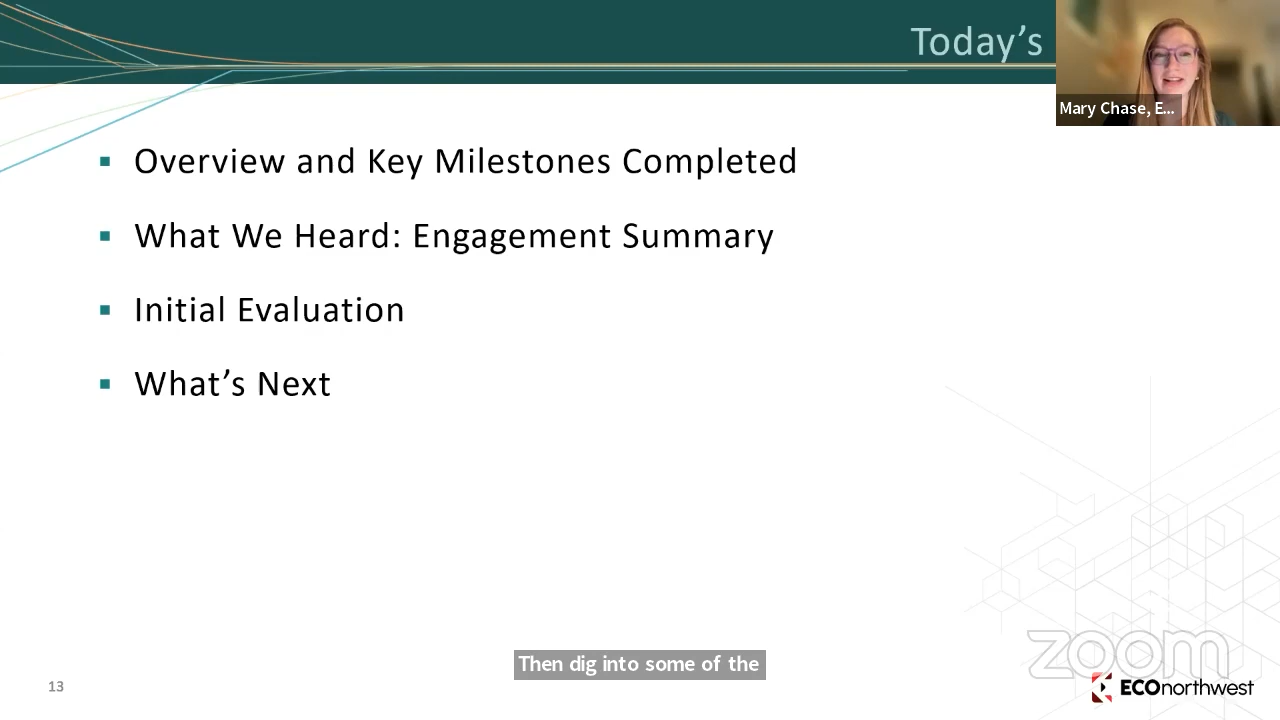 Today's
Mary Chase, E...
Overview and Key Milestones Completed
What We Heard: Engagement Summary
Initial Evaluation
What's Next
Then dig into some of the
zoom
13
ECOnorthwest